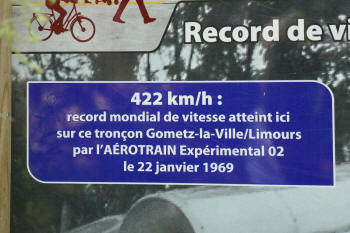 Record de vi
422 km/h :
record mondial de vitesse atteint ici
sur ce tronçon Gometz-la-Ville/Limours
par l'AÉROTRAIN Expérimental 02
le 22 janvier 1969